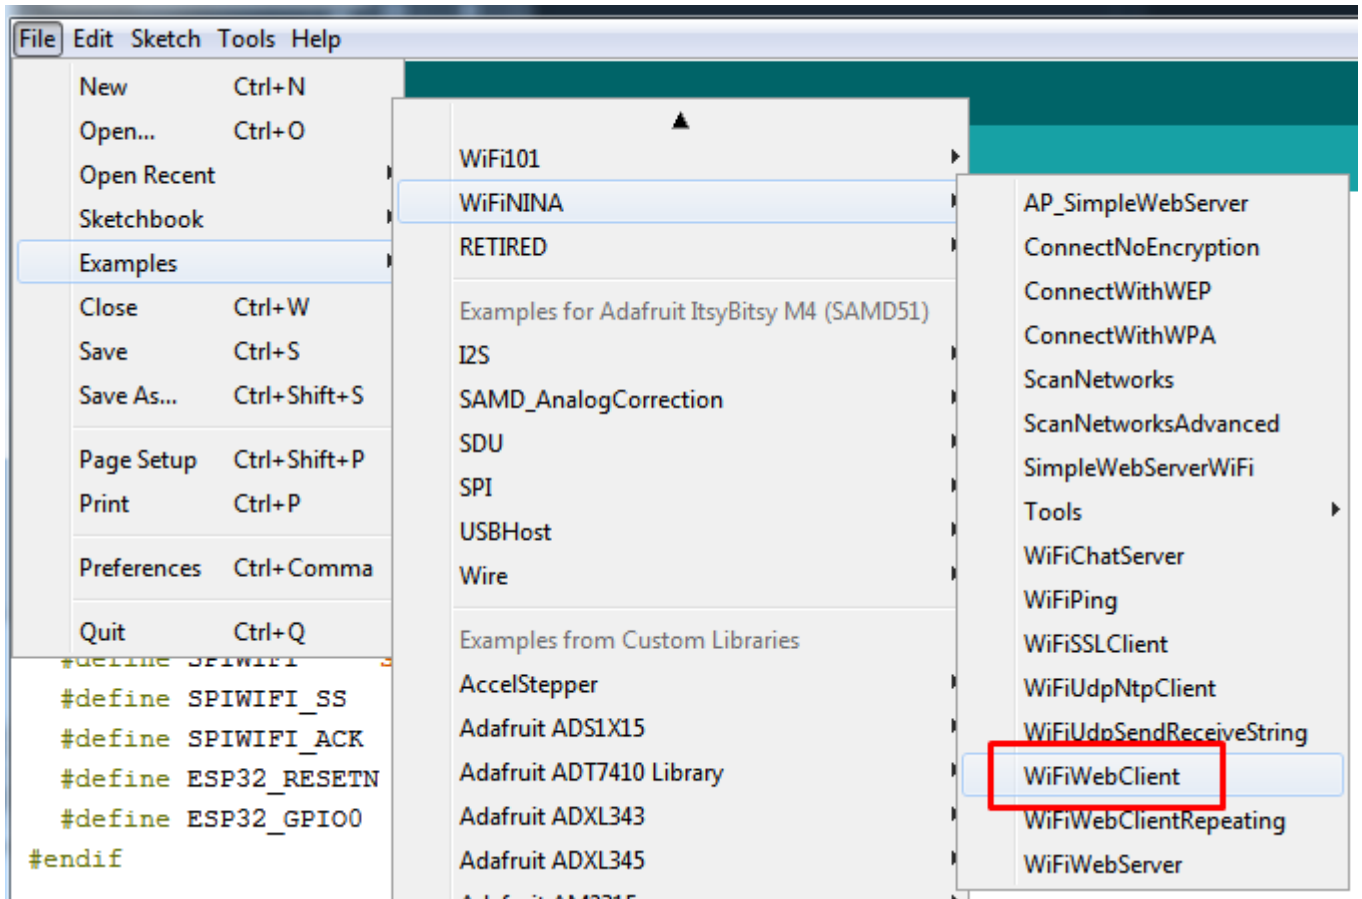 File Edit Sketch Tools Help
New Ctrl+N
Open... Ctrl+O
Open Recent
Sketchbook
Examples
Close Ctrl+W
Save Ctrl+S
Save As... Ctrl+Shift+S
Page Setup Ctrl+Shift+P
Print Ctrl+P
Preferences Ctrl+Comma
Quit Ctrl+Q
#define SPIWIFI
#define SPIWIFI_SS
#define SPIWIFI_ACK
#define ESP32_RESETN
#define ESP32_GPIO0
#endif
WiFi101
WiFiNINA
RETIRED
Examples for Adafruit ItsyBitsy M4 (SAMD51)
I2S
SAMD_AnalogCorrection
SDU
SPI
USBHost
Wire
Examples from Custom Libraries
AccelStepper
Adafruit ADS1X15
Adafruit ADT7410 Library
Adafruit ADXL343
Adafruit ADXL345
Adafruit AM2315
AP_SimpleWebServer
ConnectNoEncryption
ConnectWithWEP
ConnectWithWPA
ScanNetworks
ScanNetworksAdvanced
SimpleWebServerWiFi
Tools
WiFiChatServer
WiFiPing
WiFiSSLClient
WiFiUdpNtpClient
WiFiUdpSendReceiveString
WiFiWebClient
WiFiWebClientRepeating
WiFiWebServer